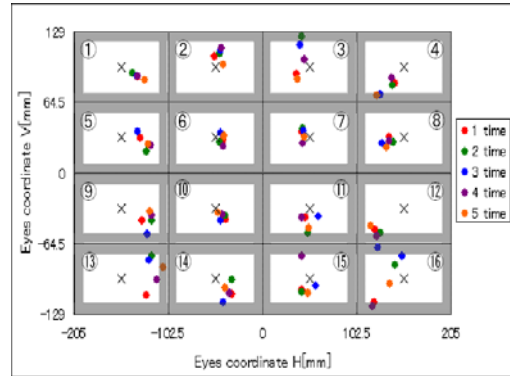 129
64.5
0
-64.5
-129
Eyes coordinate V[mm]
① ② ③ ④
⑤ ⑥ ⑦ ⑧
⑨ ⑩ ⑪ ⑫
⑬ ⑭ ⑮ ⑯
-205 -102.5 0 102.5 205
Eyes coordinate H[mm]
1 time
2 time
3 time
4 time
5 time